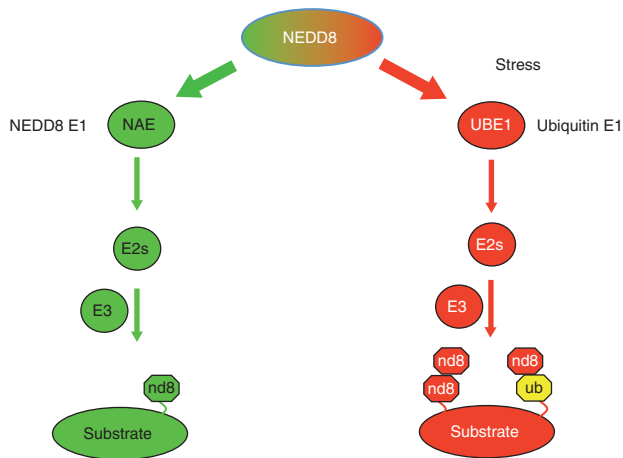 NEDD8
Stress
NEDD8 E1
NAE
UBE1
Ubiquitin E1
E2s
E2s
E3
E3
nd8
nd8
nd8
nd8
ub
Substrate
Substrate